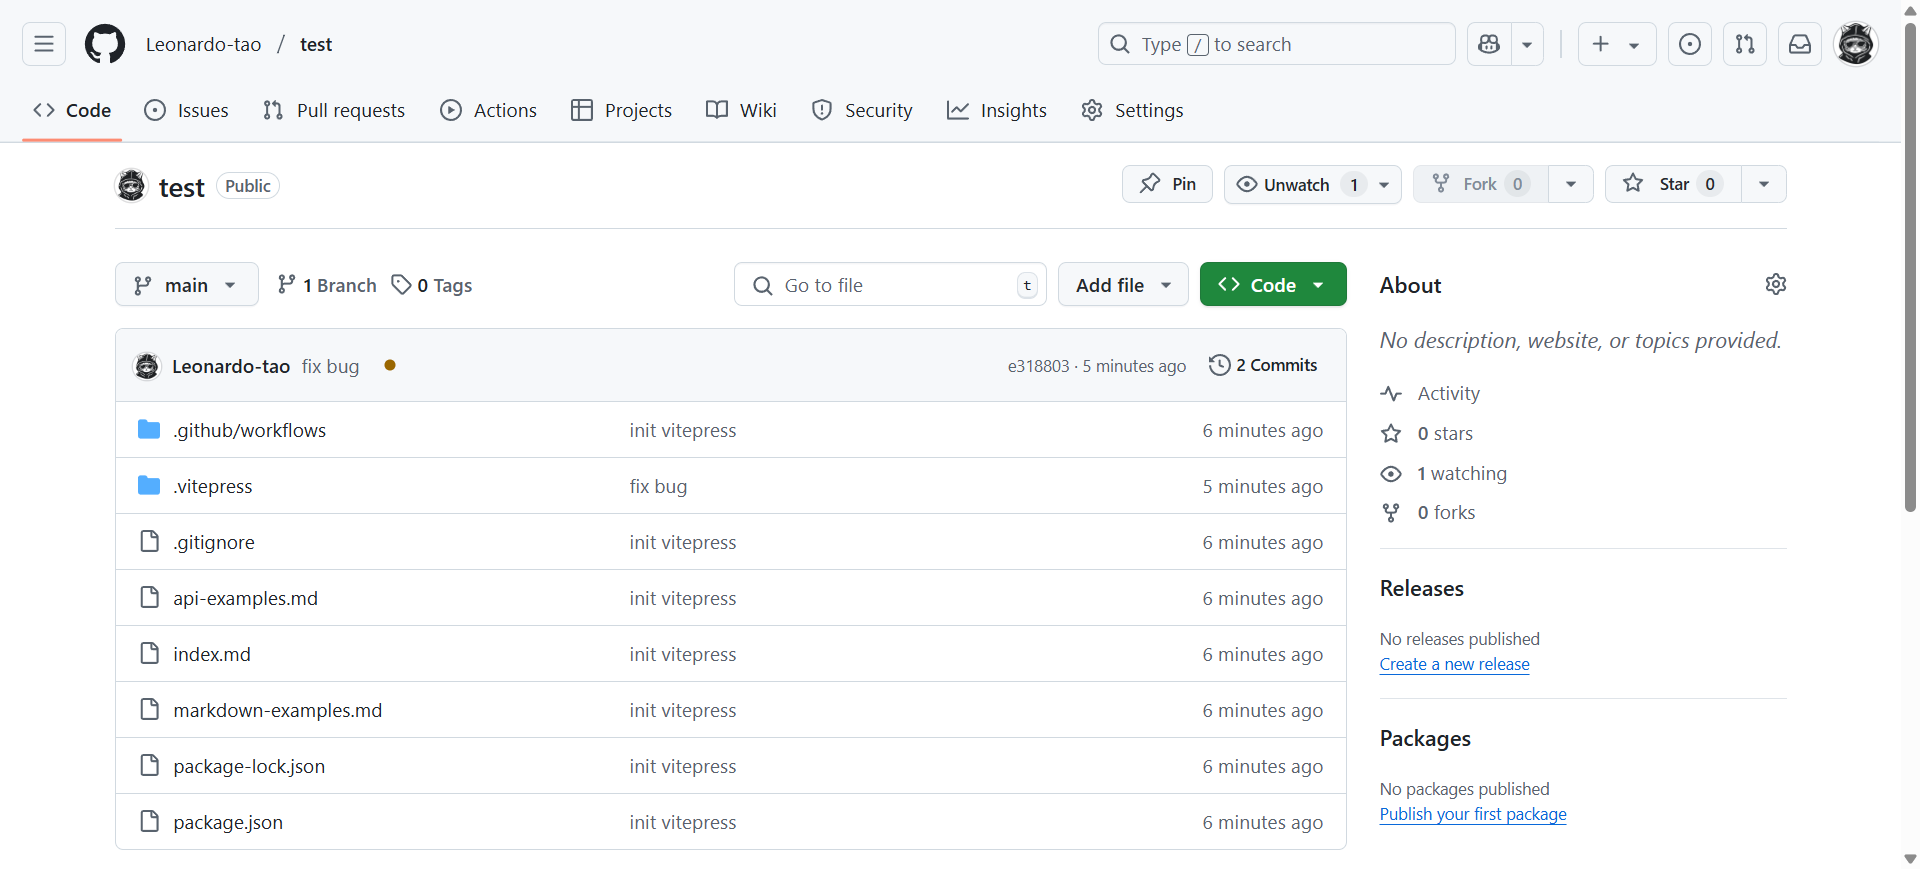 Leonardo-tao / test
Type / to search
Code Issues Pull requests Actions Projects Wiki Security Insights Settings
test Public
Pin Unwatch 1 Fork 0 Star 0
main 1 Branch 0 Tags Go to file t Add file Code
Leonardo-tao fix bug e318803 · 5 minutes ago 2 Commits
.github/workflows init vitepress 6 minutes ago
.vitepress fix bug 5 minutes ago
.gitignore init vitepress 6 minutes ago
api-examples.md init vitepress 6 minutes ago
index.md init vitepress 6 minutes ago
markdown-examples.md init vitepress 6 minutes ago
package-lock.json init vitepress 6 minutes ago
package.json init vitepress 6 minutes ago
About
No description, website, or topics provided.
Activity
0 stars
1 watching
0 forks
Releases
No releases published
Create a new release
Packages
No packages published
Publish your first package